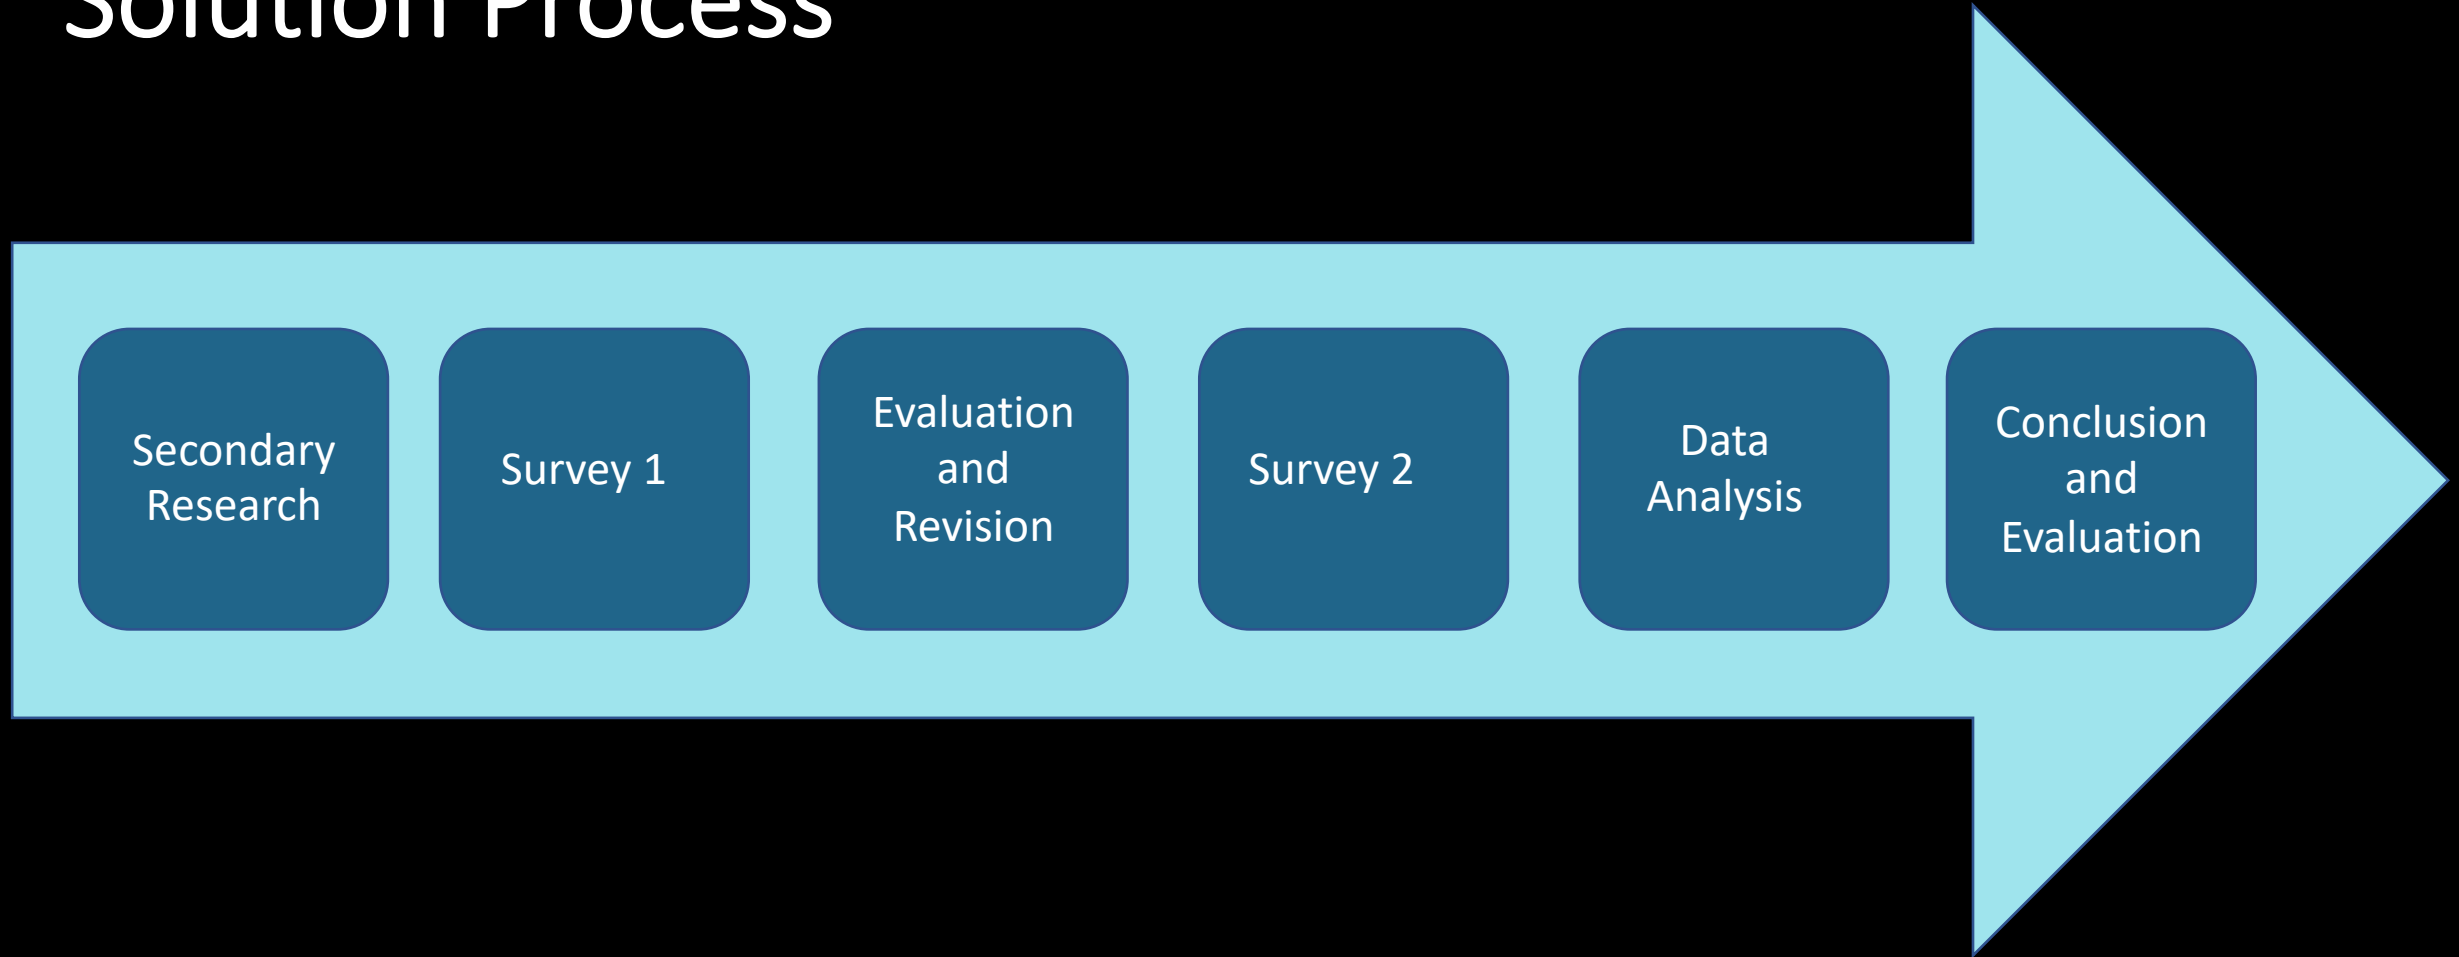 Solution Process
Secondary
Research
Survey 1
Evaluation
and
Revision
Survey 2
Data
Analysis
Conclusion
and
Evaluation